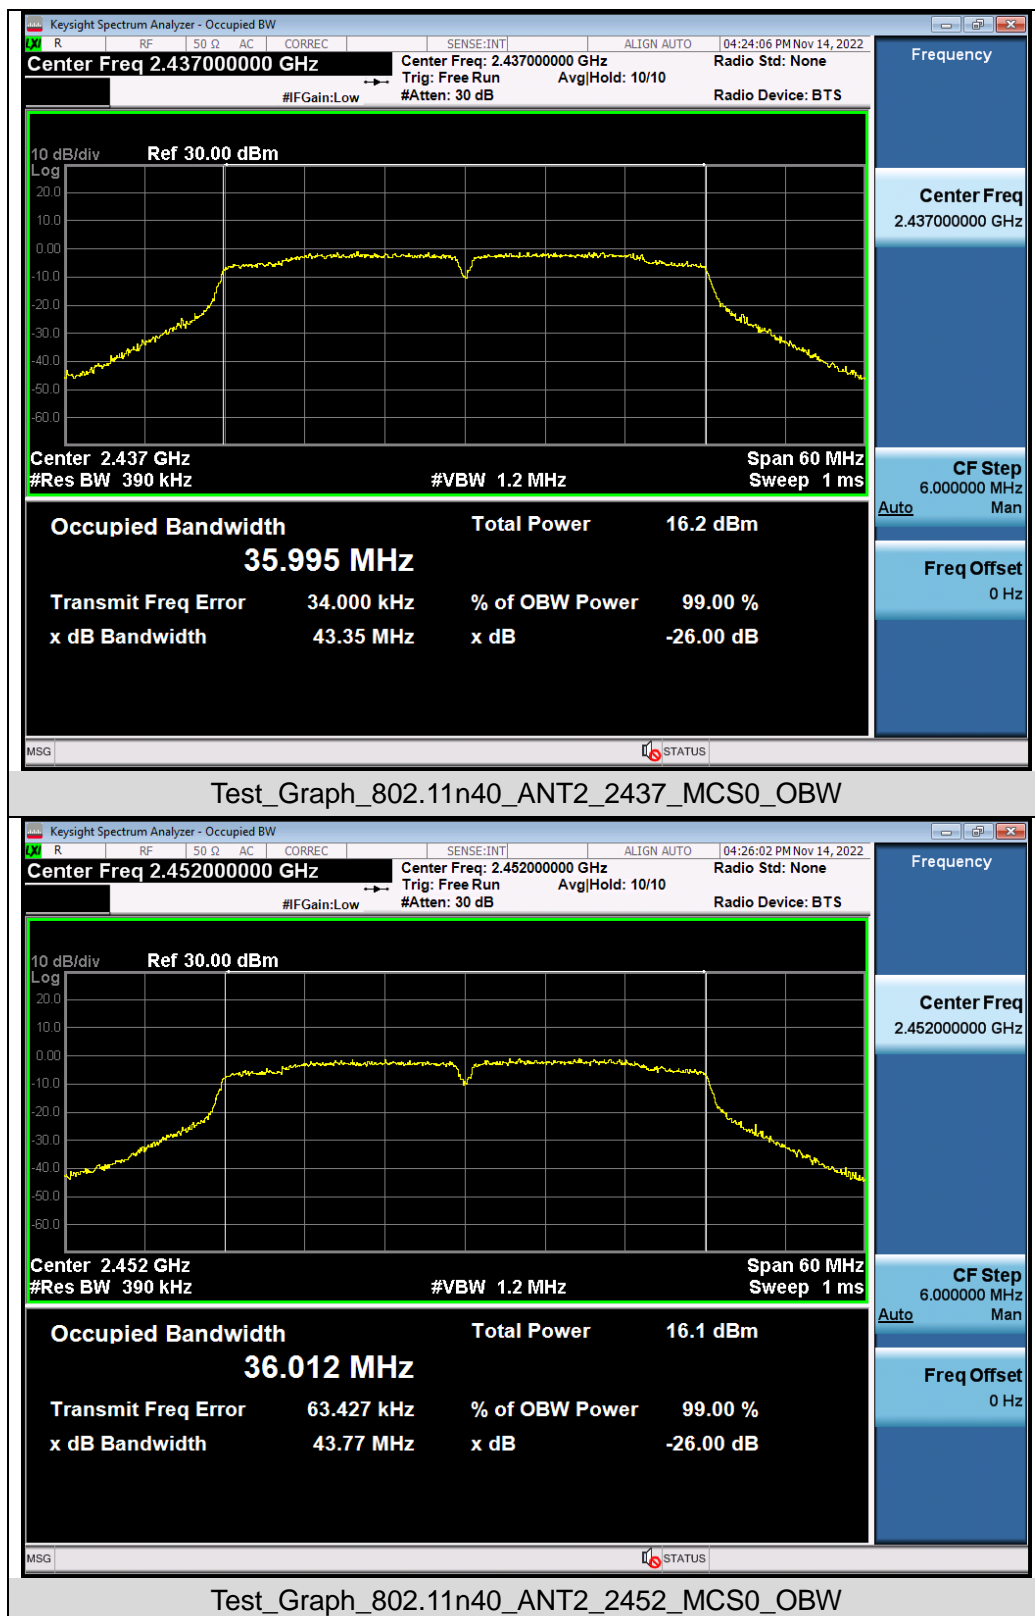 Keysight Spectrum Analyzer - Occupied BW
LXI R RF 50 Ω AC CORREC SENSE:INT ALIGN AUTO 04:24:06 PM Nov 14, 2022
Center Freq 2.437000000 GHz
Center Freq: 2.437000000 GHz
Radio Std: None
Trig: Free Run Avg|Hold: 10/10
#IFGain:Low
#Atten: 30 dB
Radio Device: BTS
Frequency
10 dB/div Ref 30.00 dBm
Log
20.0
10.0
0.00
-10.0
-20.0
-30.0
-40.0
-50.0
-60.0
Center Freq
2.437000000 GHz
Center 2.437 GHz Span 60 MHz
#Res BW 390 kHz #VBW 1.2 MHz Sweep 1 ms
CF Step
6.000000 MHz
Auto Man
Occupied Bandwidth Total Power 16.2 dBm
35.995 MHz
Freq Offset
0 Hz
Transmit Freq Error 34.000 kHz % of OBW Power 99.00 %
x dB Bandwidth 43.35 MHz x dB -26.00 dB
MSG STATUS
Test_Graph_802.11n40_ANT2_2437_MCS0_OBW
Keysight Spectrum Analyzer - Occupied BW
LXI R RF 50 Ω AC CORREC SENSE:INT ALIGN AUTO 04:26:02 PM Nov 14, 2022
Center Freq 2.452000000 GHz
Center Freq: 2.452000000 GHz
Radio Std: None
Trig: Free Run Avg|Hold: 10/10
#IFGain:Low
#Atten: 30 dB
Radio Device: BTS
Frequency
10 dB/div Ref 30.00 dBm
Log
20.0
10.0
0.00
-10.0
-20.0
-30.0
-40.0
-50.0
-60.0
Center Freq
2.452000000 GHz
Center 2.452 GHz Span 60 MHz
#Res BW 390 kHz #VBW 1.2 MHz Sweep 1 ms
CF Step
6.000000 MHz
Auto Man
Occupied Bandwidth Total Power 16.1 dBm
36.012 MHz
Freq Offset
0 Hz
Transmit Freq Error 63.427 kHz % of OBW Power 99.00 %
x dB Bandwidth 43.77 MHz x dB -26.00 dB
MSG STATUS
Test_Graph_802.11n40_ANT2_2452_MCS0_OBW